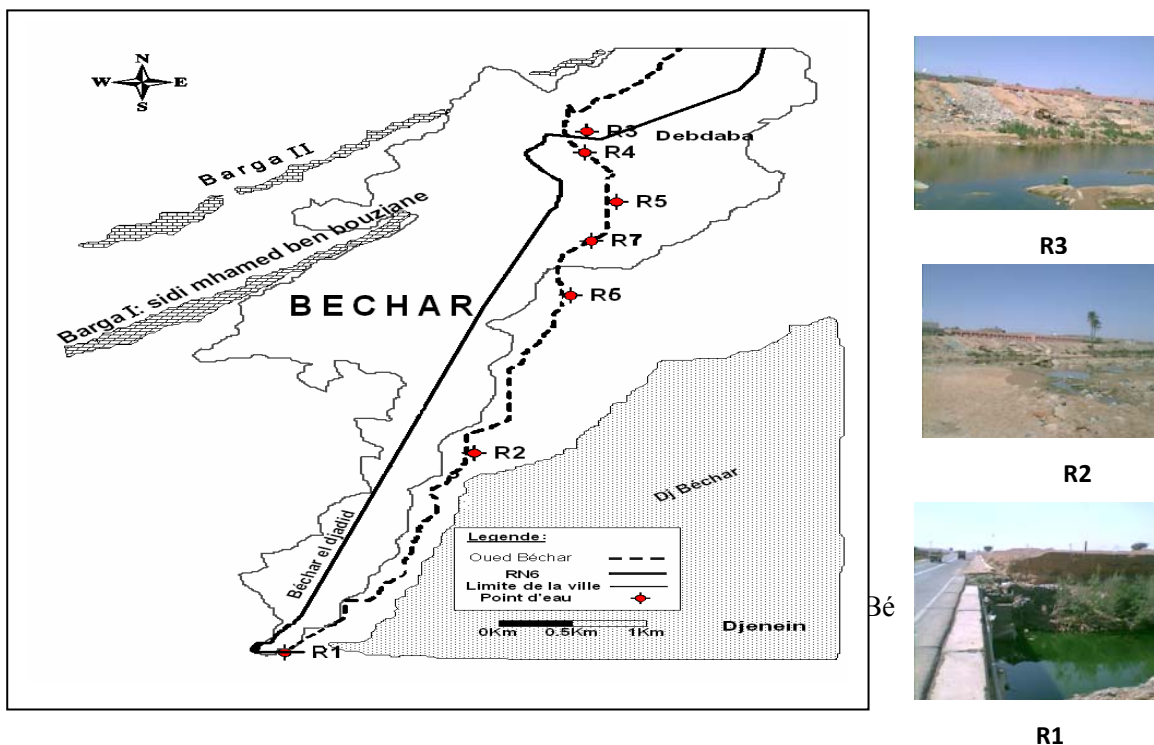 N
W E
S
R3
Debdaba
R4
Barga II
R5
R7
Barga I: sidi mhamed ben bouziane
R6
BECHAR
R2
Dj Béchar
Béchar el djadid
Legende:
Oued Béchar
RN6
Limite de la ville
Point d'eau
0Km 0.5Km 1Km
Djenein
R1
Bé
R3
R2
R1